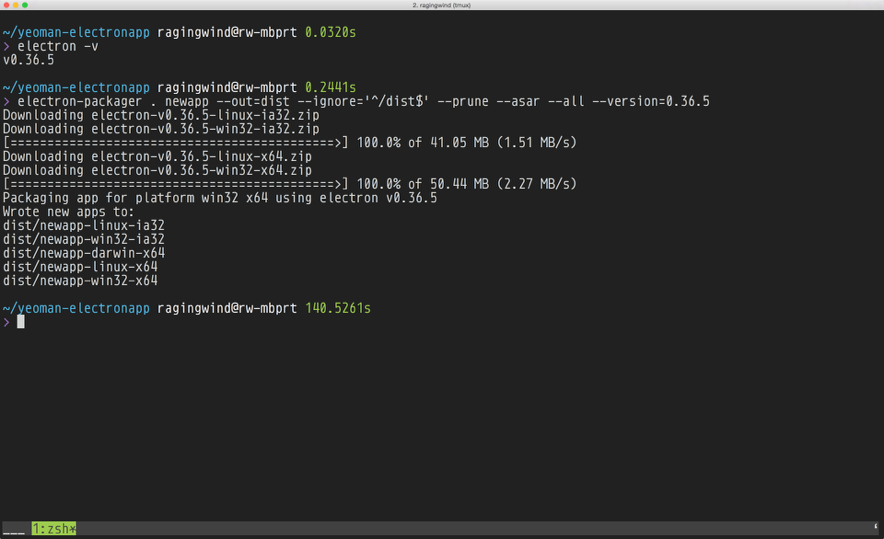 2. ragingwind (tmux)
~/yeoman-electronapp ragingwind@rw-mbprt 0.0320s
> electron -v
v0.36.5
~/yeoman-electronapp ragingwind@rw-mbprt 0.2441s
> electron-packager . newapp --out=dist --ignore='^/dist$' --prune --asar --all --version=0.36.5
Downloading electron-v0.36.5-linux-ia32.zip
Downloading electron-v0.36.5-win32-ia32.zip
[============================================>] 100.0% of 41.05 MB (1.51 MB/s)
Downloading electron-v0.36.5-linux-x64.zip
Downloading electron-v0.36.5-win32-x64.zip
[============================================>] 100.0% of 50.44 MB (2.27 MB/s)
Packaging app for platform win32 x64 using electron v0.36.5
Wrote new apps to:
dist/newapp-linux-ia32
dist/newapp-win32-ia32
dist/newapp-darwin-x64
dist/newapp-linux-x64
dist/newapp-win32-x64
~/yeoman-electronapp ragingwind@rw-mbprt 140.5261s
>
___ 1:zsh*